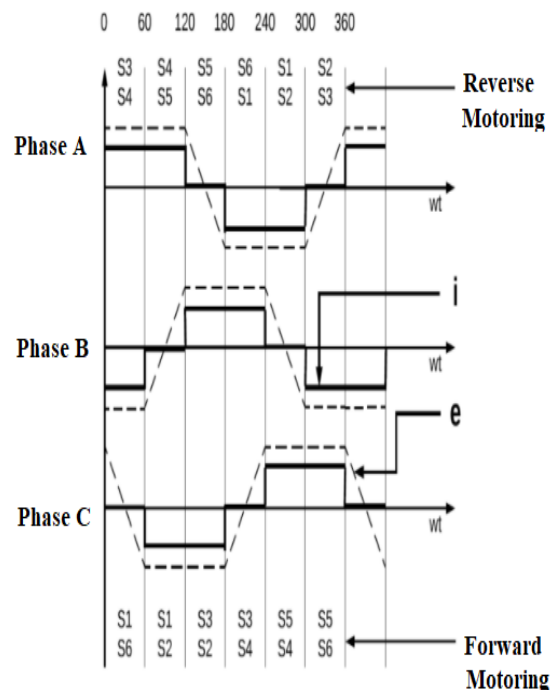 0 60 120 180 240 300 360
S3 S4 S5 S6 S1 S2
S4 S5 S6 S1 S2 S3
Reverse
Motoring
Phase A
wt
i
Phase B
wt
e
Phase C
wt
S1 S1 S3 S3 S5 S5
S6 S2 S2 S4 S4 S6
Forward
Motoring